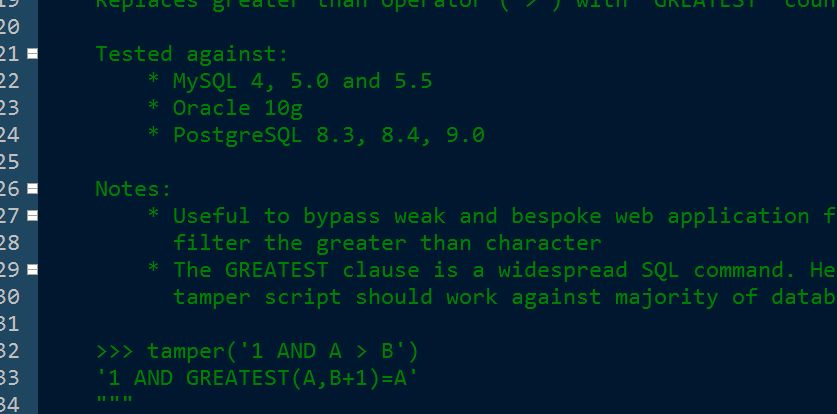 19 Replaces greater than operator ('>') with 'GREATEST' coun
20
21 Tested against:
22 * MySQL 4, 5.0 and 5.5
23 * Oracle 10g
24 * PostgreSQL 8.3, 8.4, 9.0
25
26 Notes:
27 * Useful to bypass weak and bespoke web application f
28 filter the greater than character
29 * The GREATEST clause is a widespread SQL command. He
30 tamper script should work against majority of datab
31
32 >>> tamper('1 AND A > B')
33 '1 AND GREATEST(A,B+1)=A'
34 """